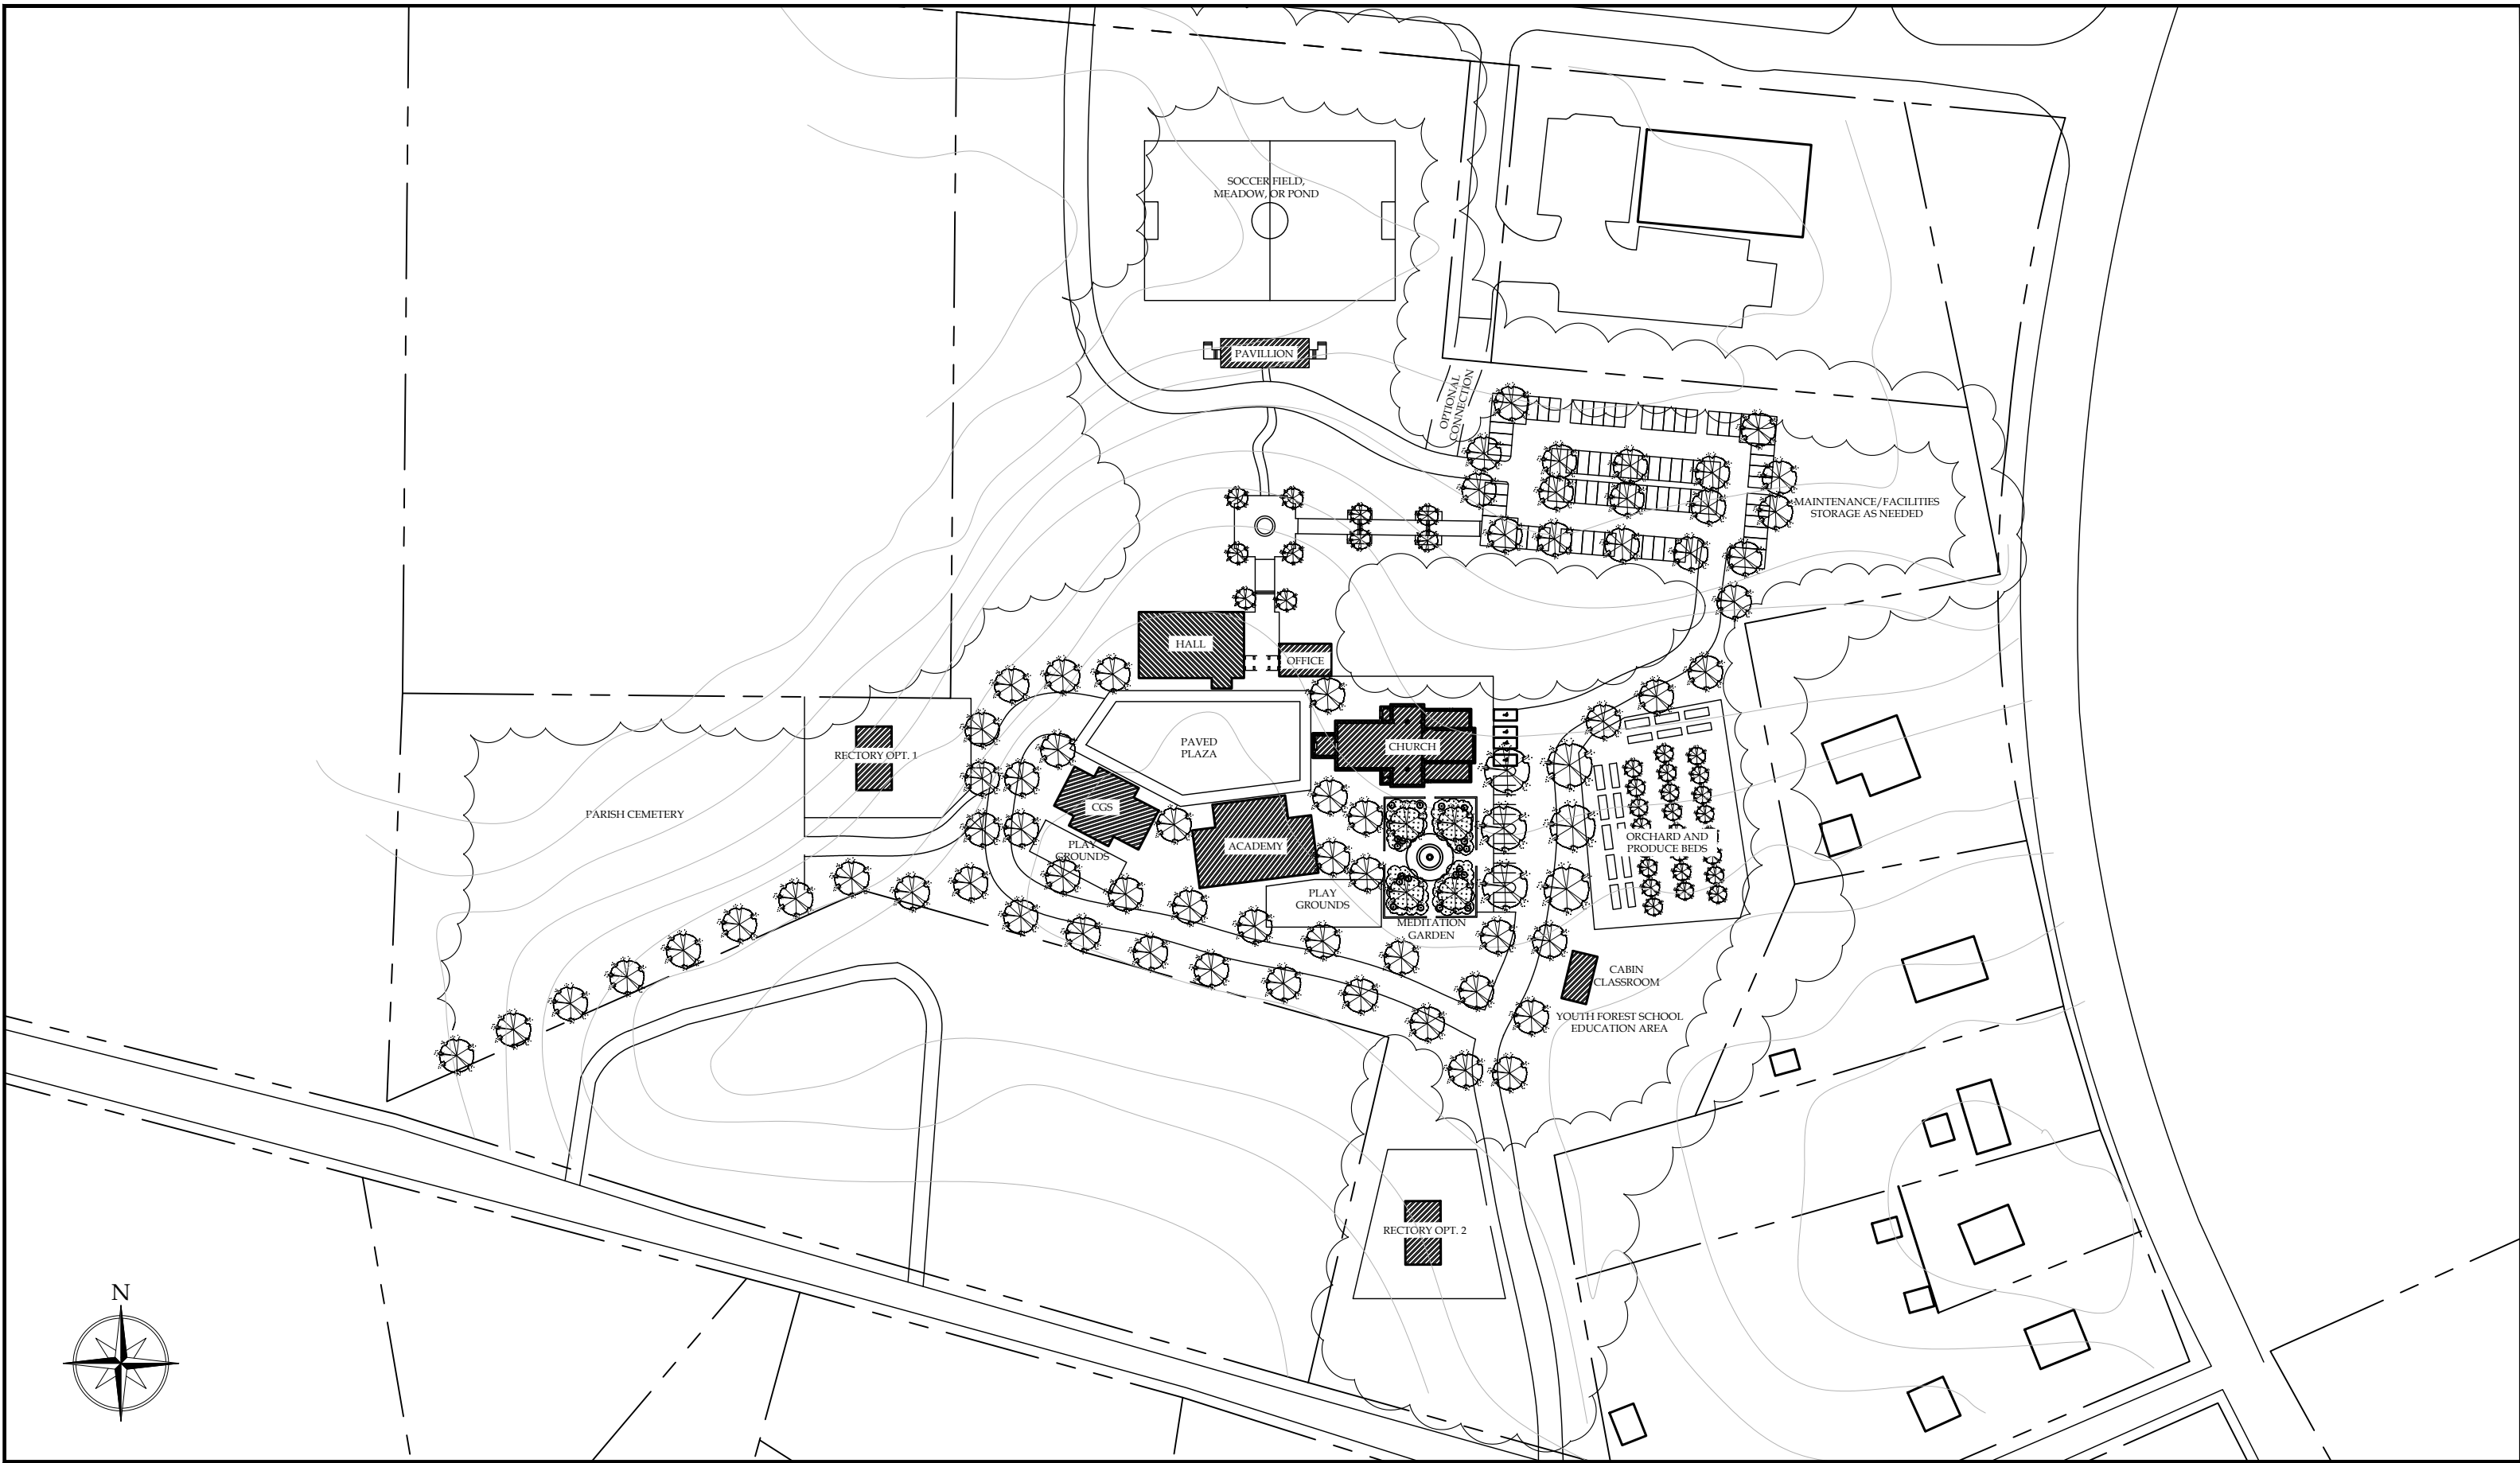 SOCCER FIELD,
MEADOW, OR POND
PAVILLION
OPTIONAL
CONNECTION
MAINTENANCE/FACILITIES
STORAGE AS NEEDED
HALL
OFFICE
RECTORY OPT. 1
PAVED
PLAZA
CHURCH
PARISH CEMETERY
CGS
PLAY
GROUNDS
ACADEMY
ORCHARD AND
PRODUCE BEDS
PLAY
GROUNDS
MEDITATION
GARDEN
CABIN
CLASSROOM
YOUTH FOREST SCHOOL
EDUCATION AREA
RECTORY OPT. 2
N